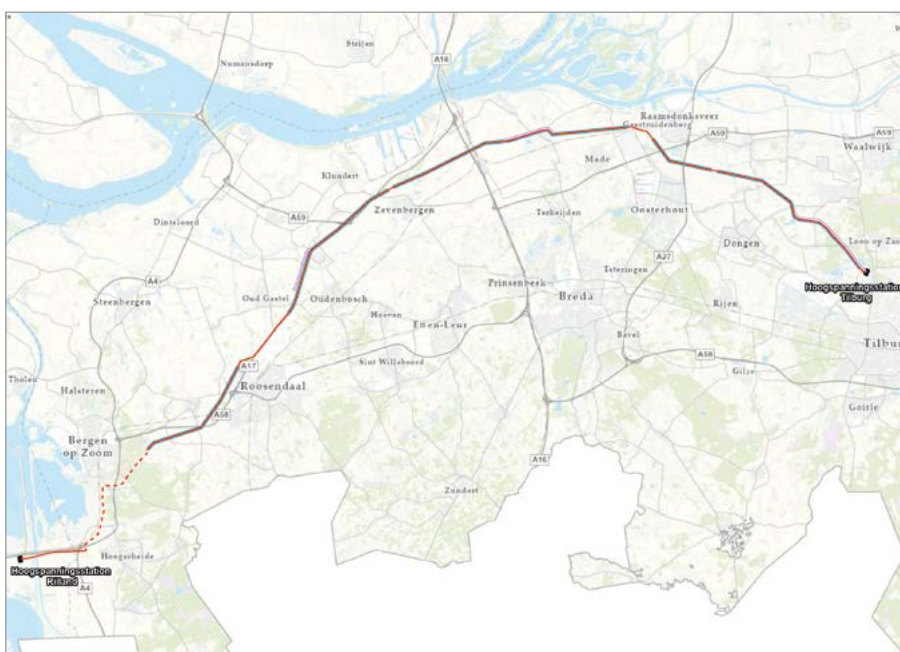 Strijen
Numansdorp
A16
Raamsdonksveer
Geertruidenberg
A59
A59
Waalwijk
Made
Klundert
Zevenbergen
Terheijden
Oosterhout
Dinteloord
A59
Dongen
Loon op Zan
A27
A4
Teteringen
Hoogspanningsstation
Tilburg
Steenbergen
Oud Gastel
Oudenbosch
Prinsenbeek
Breda
Rijen
Hoeven
Etten-Leur
Bavel
Tilbu
A17
Sint Willebrord
A58
Gilze
Tholen
Halsteren
Roosendaal
A58
Goirle
Bergen
op Zoom
A16
Zundert
Hoogerheide
Hoogspanningsstation
Rilland
A4